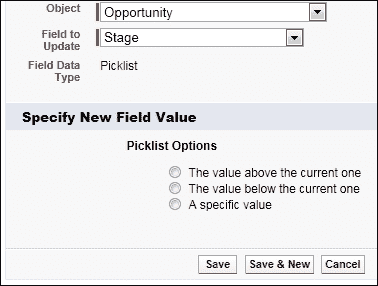 Object Opportunity
Field to Update Stage
Field Data Type Picklist
Specify New Field Value
Picklist Options
The value above the current one
The value below the current one
A specific value
Save Save & New Cancel